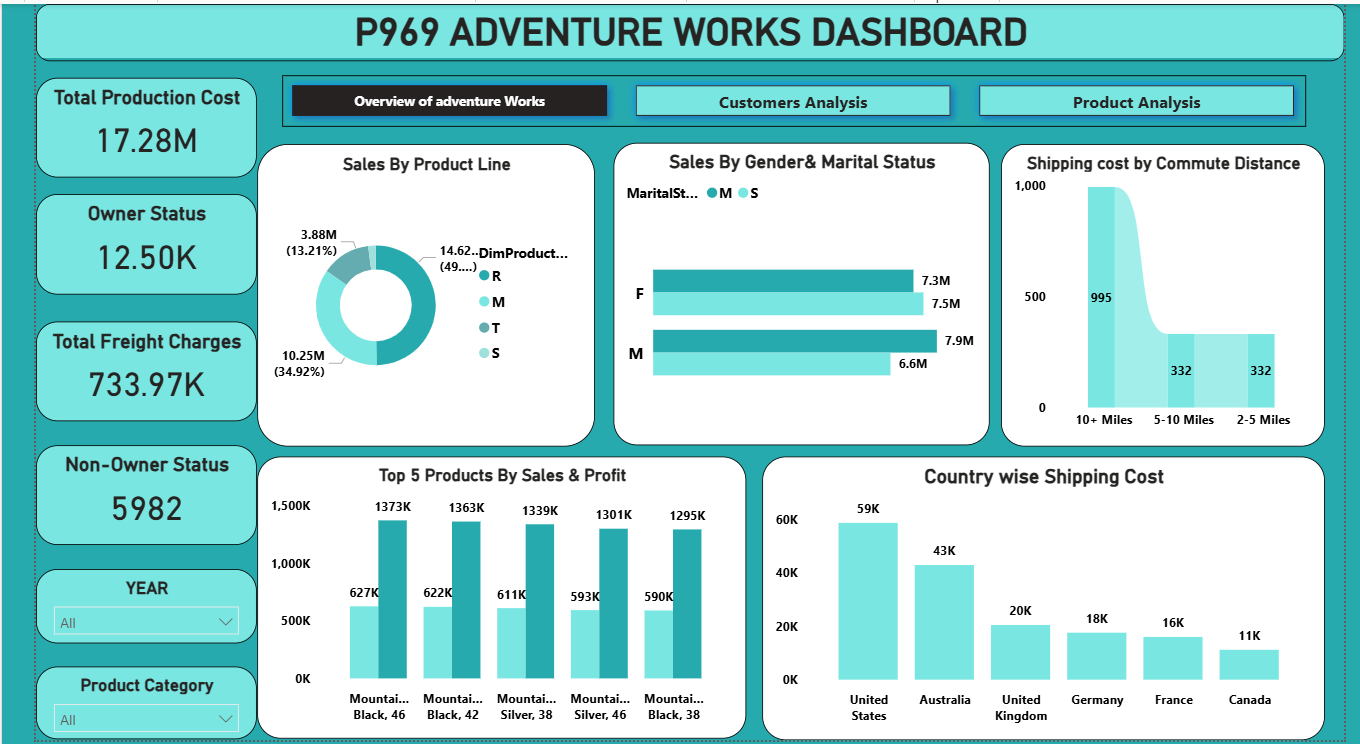 P969 ADVENTURE WORKS DASHBOARD
Total Production Cost
17.28M
Owner Status
12.50K
Total Freight Charges
733.97K
Non-Owner Status
5982
YEAR
All
Product Category
All
Overview of adventure Works
Customers Analysis
Product Analysis
Sales By Product Line
3.88M
(13.21%)
14.62...
(49....)
10.25M
(34.92%)
DimProduct...
R
M
T
S
Sales By Gender& Marital Status
MaritalSt... M S
F
7.3M
7.5M
M
7.9M
6.6M
Shipping cost by Commute Distance
1,000
500
0
995
332
332
10+ Miles
5-10 Miles
2-5 Miles
Top 5 Products By Sales & Profit
1,500K
1,000K
500K
0K
627K
1373K
622K
1363K
611K
1339K
593K
1301K
590K
1295K
Mountai...
Black, 46
Mountai...
Black, 42
Mountai...
Silver, 38
Mountai...
Silver, 46
Mountai...
Black, 38
Country wise Shipping Cost
60K
40K
20K
0K
59K
43K
20K
18K
16K
11K
United
States
Australia
United
Kingdom
Germany
France
Canada